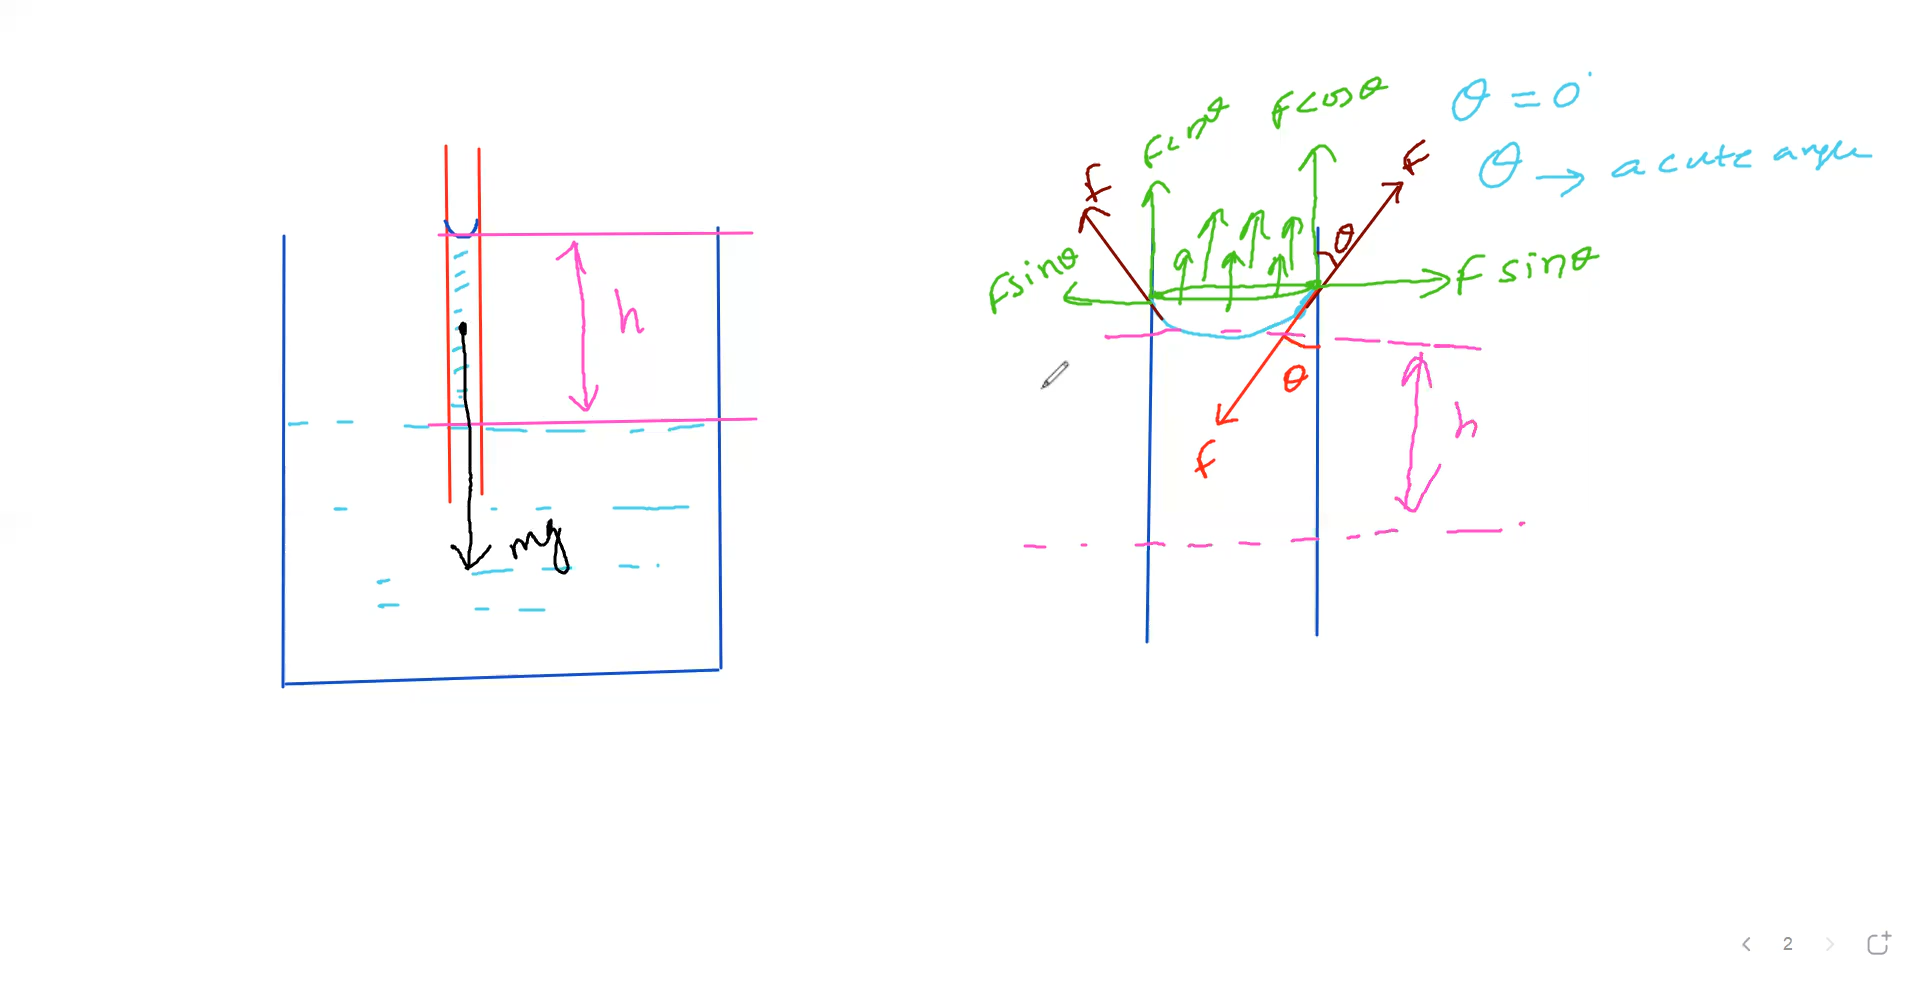 h
mg
F cosθ
F cosθ
θ = 0°
θ → acute angle
F
F
θ
F sinθ
F sinθ
θ
F
h
2